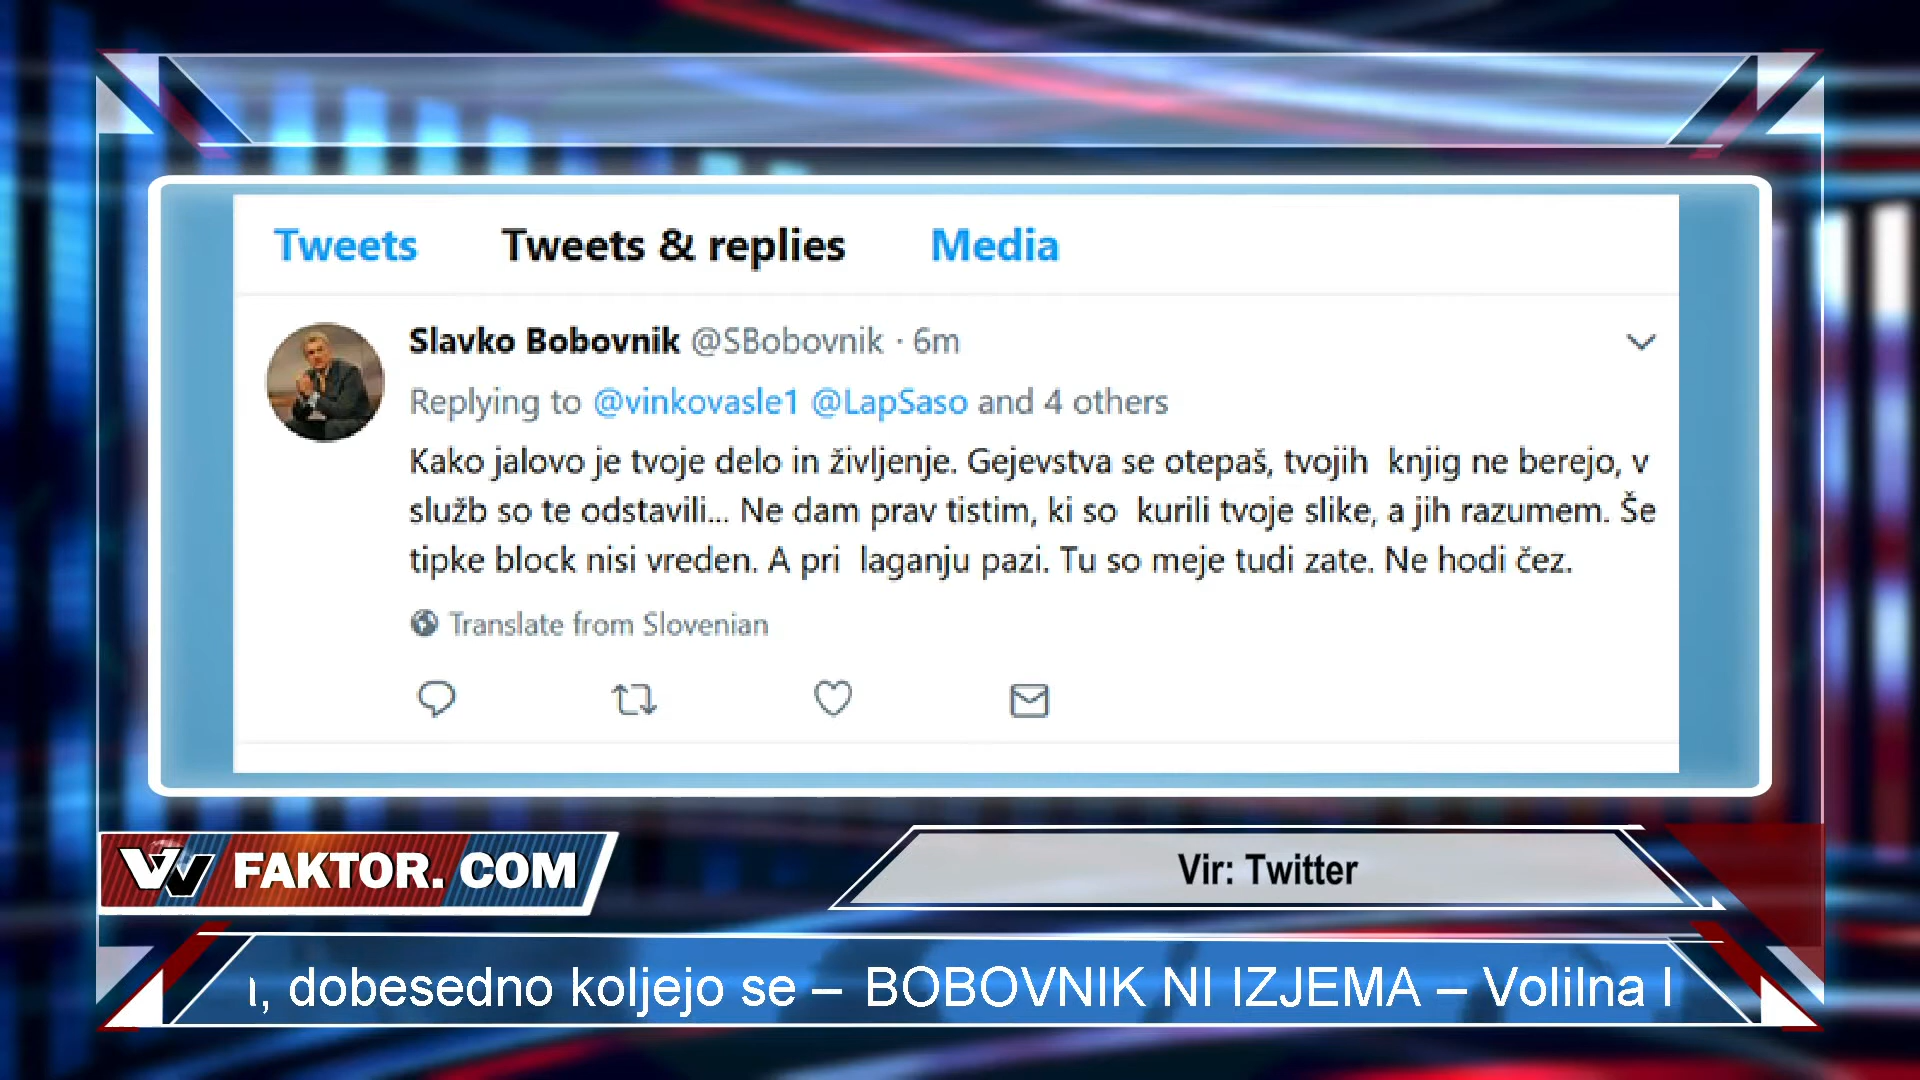 Tweets Tweets & replies Media
Slavko Bobovnik @SBobovnik · 6m
Replying to @vinkovasle1 @LapSaso and 4 others
Kako jalovo je tvoje delo in življenje. Gejevstva se otepaš, tvojih knjig ne berejo, v
služb so te odstavili... Ne dam prav tistim, ki so kurili tvoje slike, a jih razumem. Še
tipke block nisi vreden. A pri laganju pazi. Tu so meje tudi zate. Ne hodi čez.
Translate from Slovenian
VV FAKTOR. COM
Vir: Twitter
, dobesedno koljejo se – BOBOVNIK NI IZJEMA – Volilna